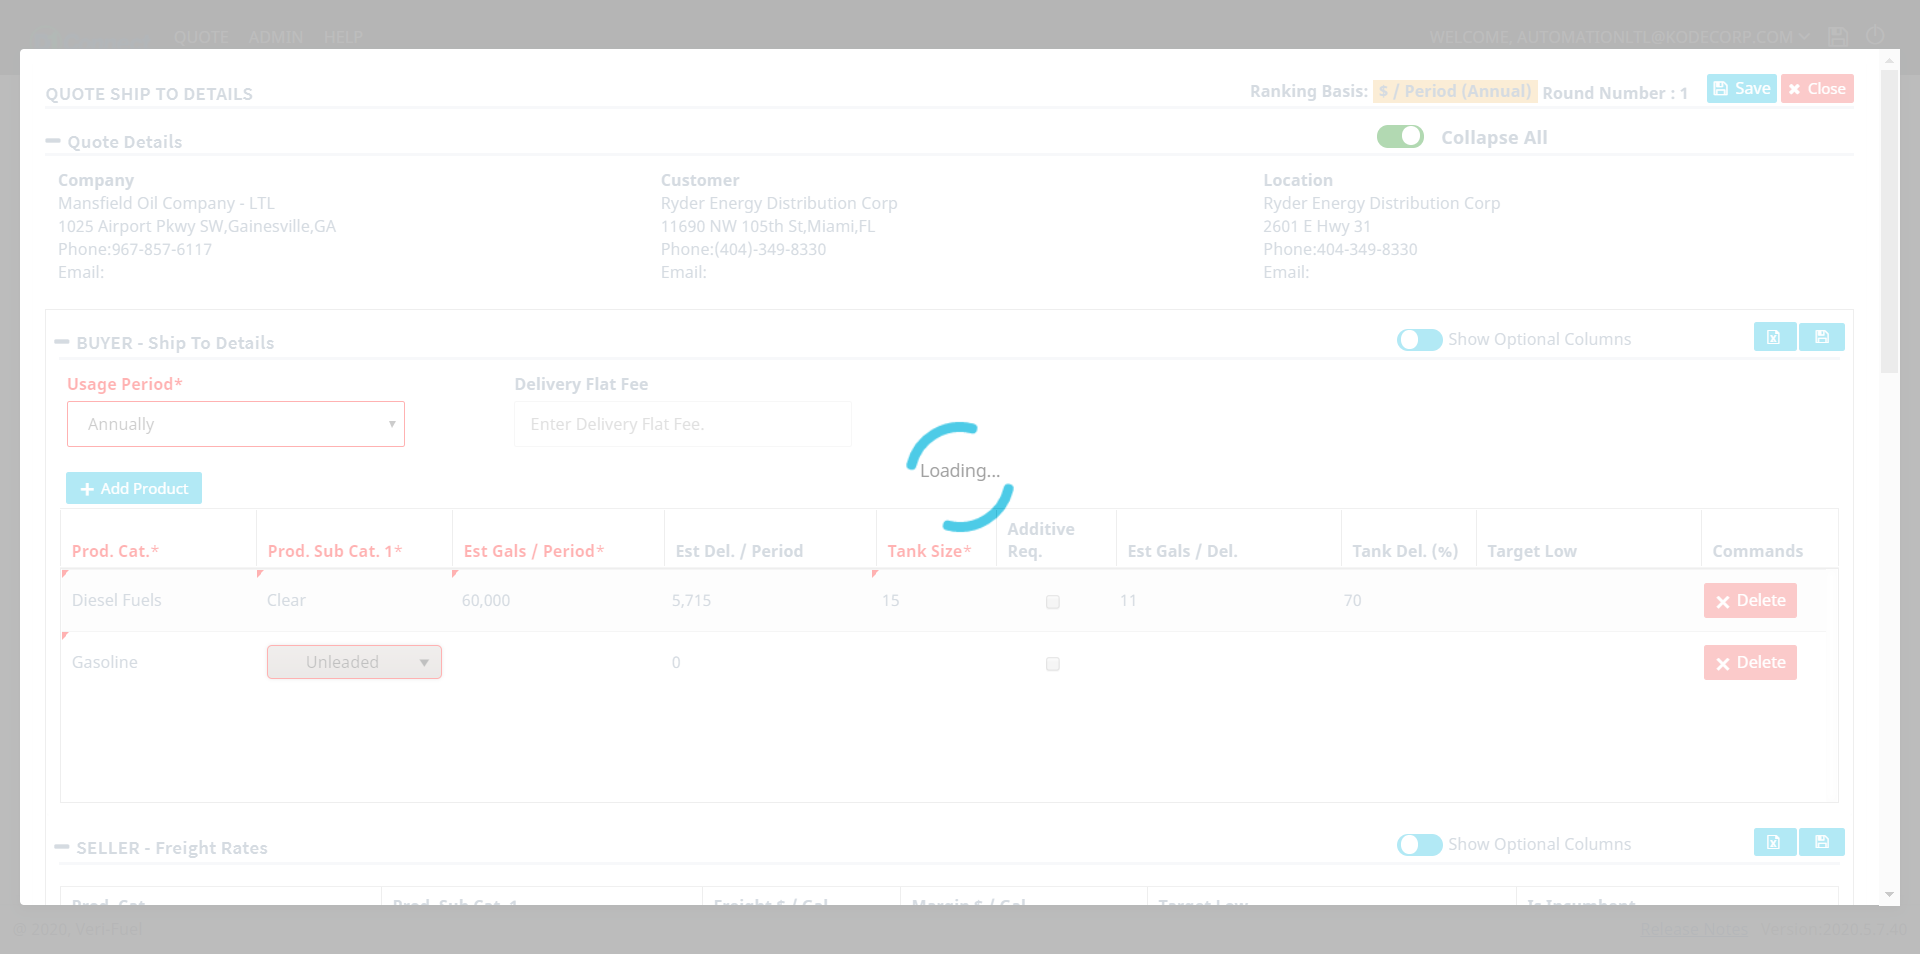 QUOTE ADMIN HELP
WELCOME, AUTOMATIONLTL@KODECORP.COM
QUOTE SHIP TO DETAILS
Ranking Basis: $ / Period (Annual) Round Number : 1
Save
Close
Quote Details
Collapse All
Company
Mansfield Oil Company - LTL
1025 Airport Pkwy SW,Gainesville,GA
Phone:967-857-6117
Email:
Customer
Ryder Energy Distribution Corp
11690 NW 105th St,Miami,FL
Phone:(404)-349-8330
Email:
Location
Ryder Energy Distribution Corp
2601 E Hwy 31
Phone:404-349-8330
Email:
BUYER - Ship To Details
Show Optional Columns
Usage Period*
Annually
Delivery Flat Fee
Enter Delivery Flat Fee.
Loading...
Add Product
Prod. Cat.* Prod. Sub Cat. 1* Est Gals / Period* Est Del. / Period Tank Size* Additive Req. Est Gals / Del. Tank Del. (%) Target Low Commands
Diesel Fuels Clear 60,000 5,715 15 11 70 Delete
Gasoline Unleaded 0 Delete
SELLER - Freight Rates
Show Optional Columns
Prod. Cat. Prod. Sub Cat. 1 Freight $ / Gal Margin $ / Gal Target Low Is Incumbent
@ 2020, Veri-Fuel
Release Notes Version 2020.5.7.40